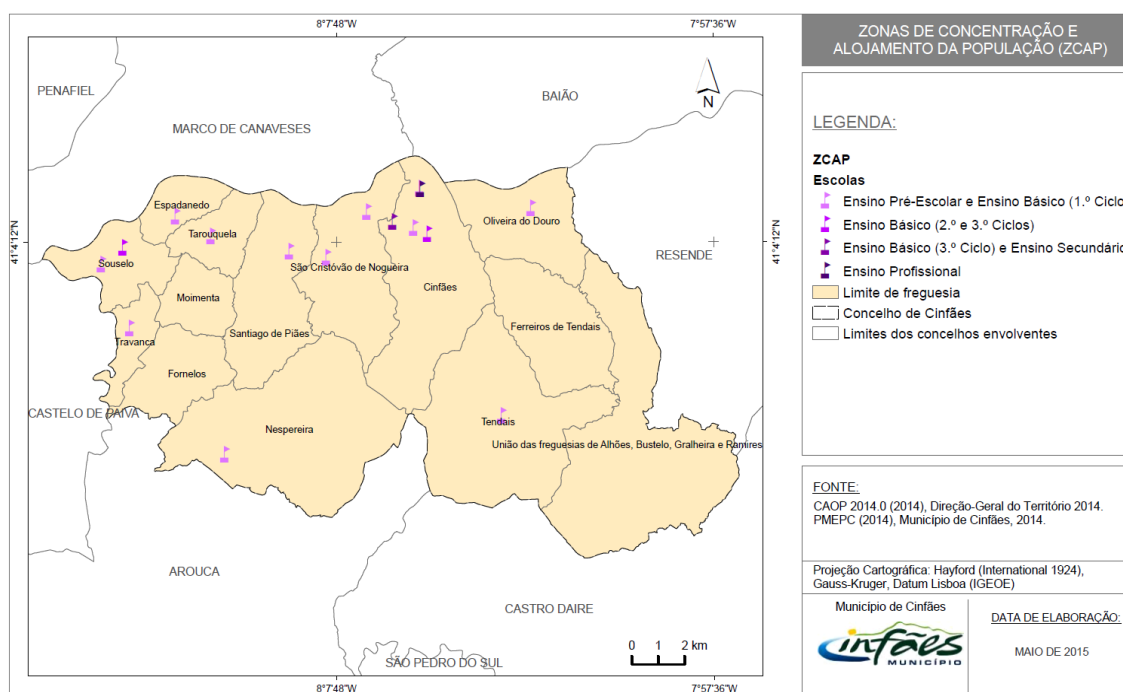 8°7'48"W
7°57'36"W
ZONAS DE CONCENTRAÇÃO E
ALOJAMENTO DA POPULAÇÃO (ZCAP)
PENAFIEL
BAIÃO
N
MARCO DE CANAVESES
LEGENDA:
ZCAP
Escolas
Ensino Pré-Escolar e Ensino Básico (1.º Ciclo
Ensino Básico (2.º e 3.º Ciclos)
Ensino Básico (3.º Ciclo) e Ensino Secundário
Ensino Profissional
Limite de freguesia
Concelho de Cinfães
Limites dos concelhos envolventes
41°4'12"N
41°4'12"N
Espadanedo
Tarouquela
Oliveira do Douro
RESENDE
Souselo
São Cristóvão de Nogueira
Cinfães
Moimenta
Santiago de Piães
Ferreiros de Tendais
Travanca
Fornelos
CASTELO DE PAIVA
Nespereira
Tendais
União das freguesias de Alhões, Bustelo, Gralheira e Ramires
AROUCA
CASTRO DAIRE
SÃO PEDRO DO SUL
0 1 2 km
8°7'48"W
7°57'36"W
FONTE:
CAOP 2014.0 (2014), Direção-Geral do Território 2014.
PMEPC (2014), Município de Cinfães, 2014.
Projeção Cartográfica: Hayford (International 1924),
Gauss-Kruger, Datum Lisboa (IGEOE)
Município de Cinfães
Cinfães
MUNICÍPIO
DATA DE ELABORAÇÃO:
MAIO DE 2015